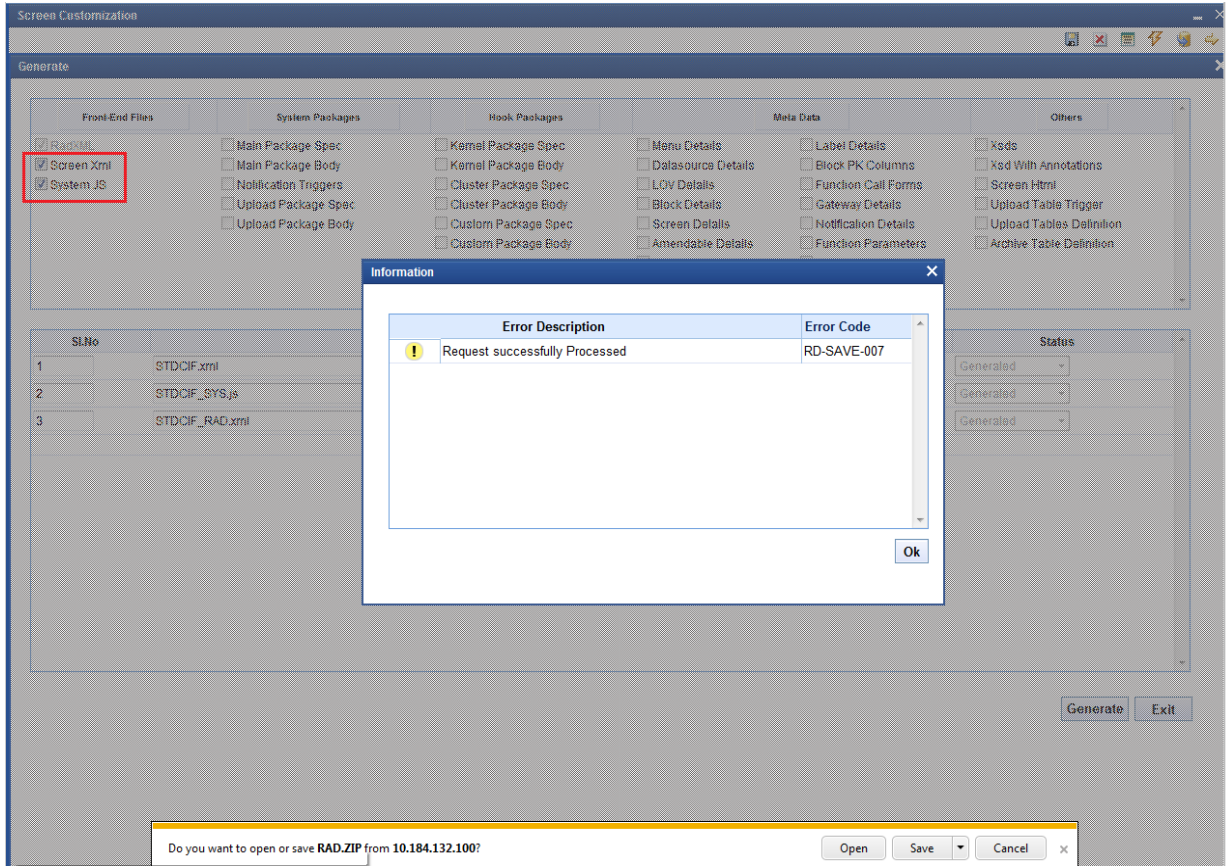 Screen Customization
Generate
Front-End Files System Packages Hook Packages Meta Data Others
RadXML Main Package Spec Kernel Package Spec Menu Details Label Details Xsds
Screen Xml Main Package Body Kernel Package Body Datasource Details Block PK Columns Xsd With Annotations
System JS Notification Triggers Cluster Package Spec LOV Details Function Call Forms Screen Html
Upload Package Spec Cluster Package Body Block Details Gateway Details Upload Table Trigger
Upload Package Body Custom Package Spec Screen Details Notification Details Upload Tables Definition
Custom Package Body Amendable Details Function Parameters Archive Table Definition
Information
Error Description Error Code
Request successfully Processed RD-SAVE-007
Ok
Sl.No Status
1 STDCIF.xml Generated
2 STDCIF_SYS.js Generated
3 STDCIF_RAD.xml Generated
Generate Exit
Do you want to open or save RAD.ZIP from 10.184.132.100? Open Save Cancel